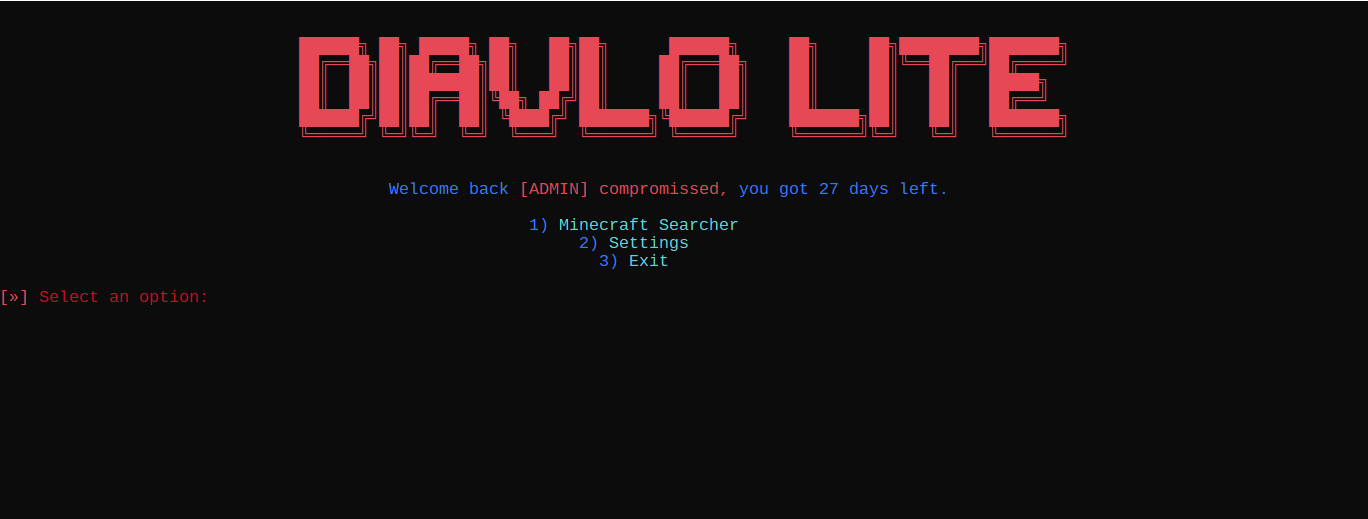 DIAVLO LITE
Welcome back [ADMIN] compromissed, you got 27 days left.
1) Minecraft Searcher
2) Settings
3) Exit
[»] Select an option: